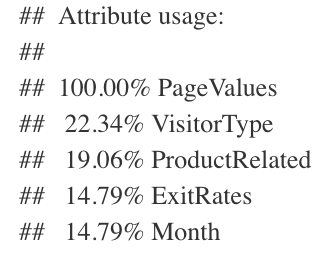 ## Attribute usage:
##
## 100.00% PageValues
## 22.34% VisitorType
## 19.06% ProductRelated
## 14.79% ExitRates
## 14.79% Month